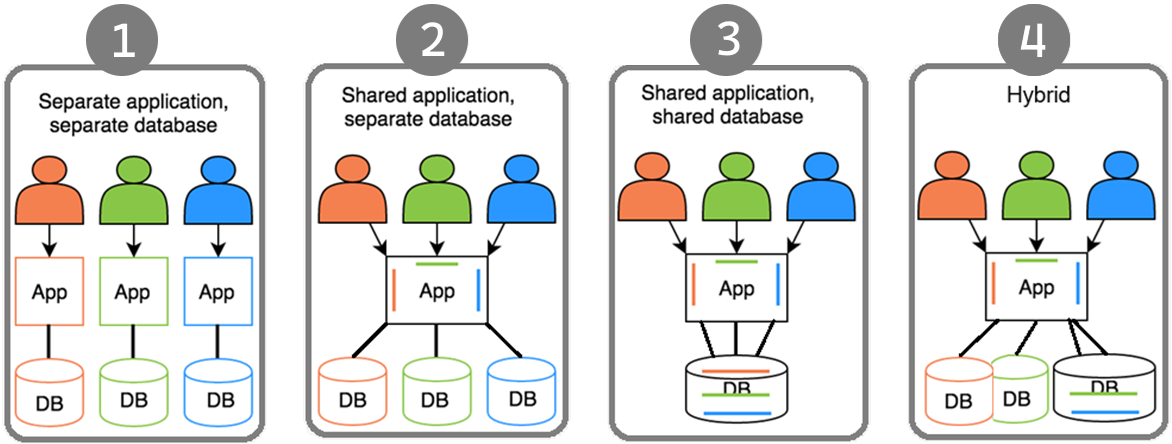 1
Separate application,
separate database
App
App
App
DB
DB
DB
2
Shared application,
separate database
App
DB
DB
DB
3
Shared application,
shared database
App
DB
4
Hybrid
App
DB
DB
DB